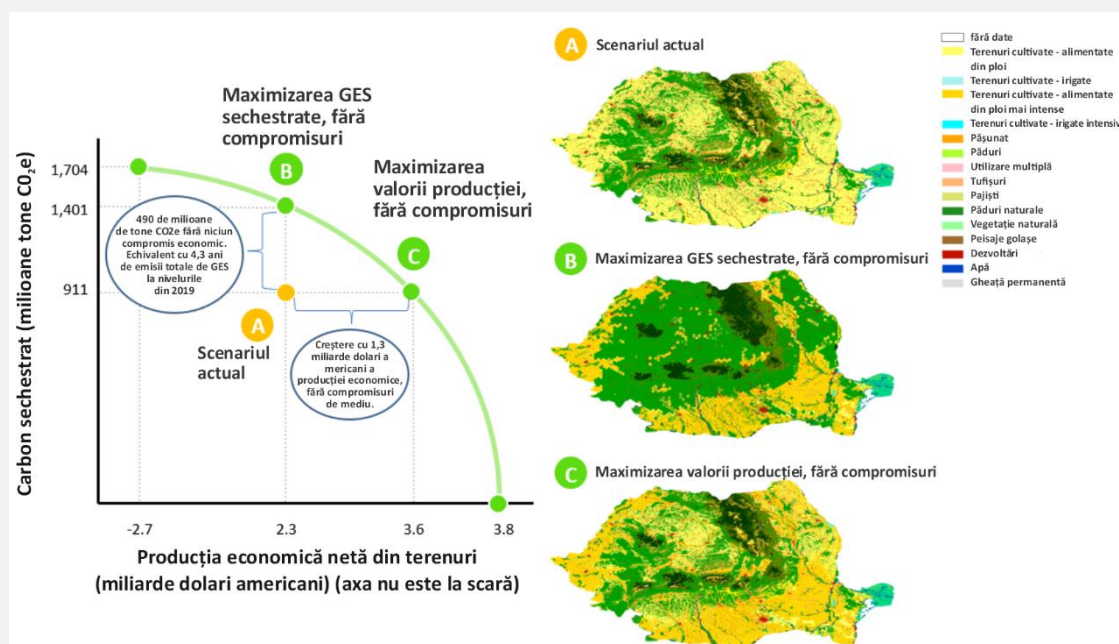 Maximizarea GES
sechestrate, fără
compromisuri
B
Maximizarea
valorii producției,
fără compromisuri
C
Carbon sechestrat (milioane tone CO₂e)
1,704
1,401
911
490 de milioane
de tone CO2e fără niciun
compromis economic.
Echivalent cu 4,3 ani
de emisii totale de GES
la nivelurile
din 2019
A
Scenariul
actual
Creștere cu 1,3
miliarde dolari a
mericani a
producției economice,
fără compromisuri
de mediu.
-2.7
2.3
3.6
3.8
Producția economică netă din terenuri
(miliarde dolari americani) (axa nu este la scară)
A Scenariul actual
B Maximizarea GES sechestrate, fără compromisuri
C Maximizarea valorii producției, fără compromisuri
fără date
Terenuri cultivate - alimentate
din ploi
Terenuri cultivate - irigate
Terenuri cultivate - alimentate
din ploi mai intense
Terenuri cultivate - irigate intensiv
Pășunat
Păduri
Utilizare multiplă
Tufișuri
Pajiști
Păduri naturale
Vegetație naturală
Peisaje golașe
Dezvoltări
Apă
Gheață permanentă